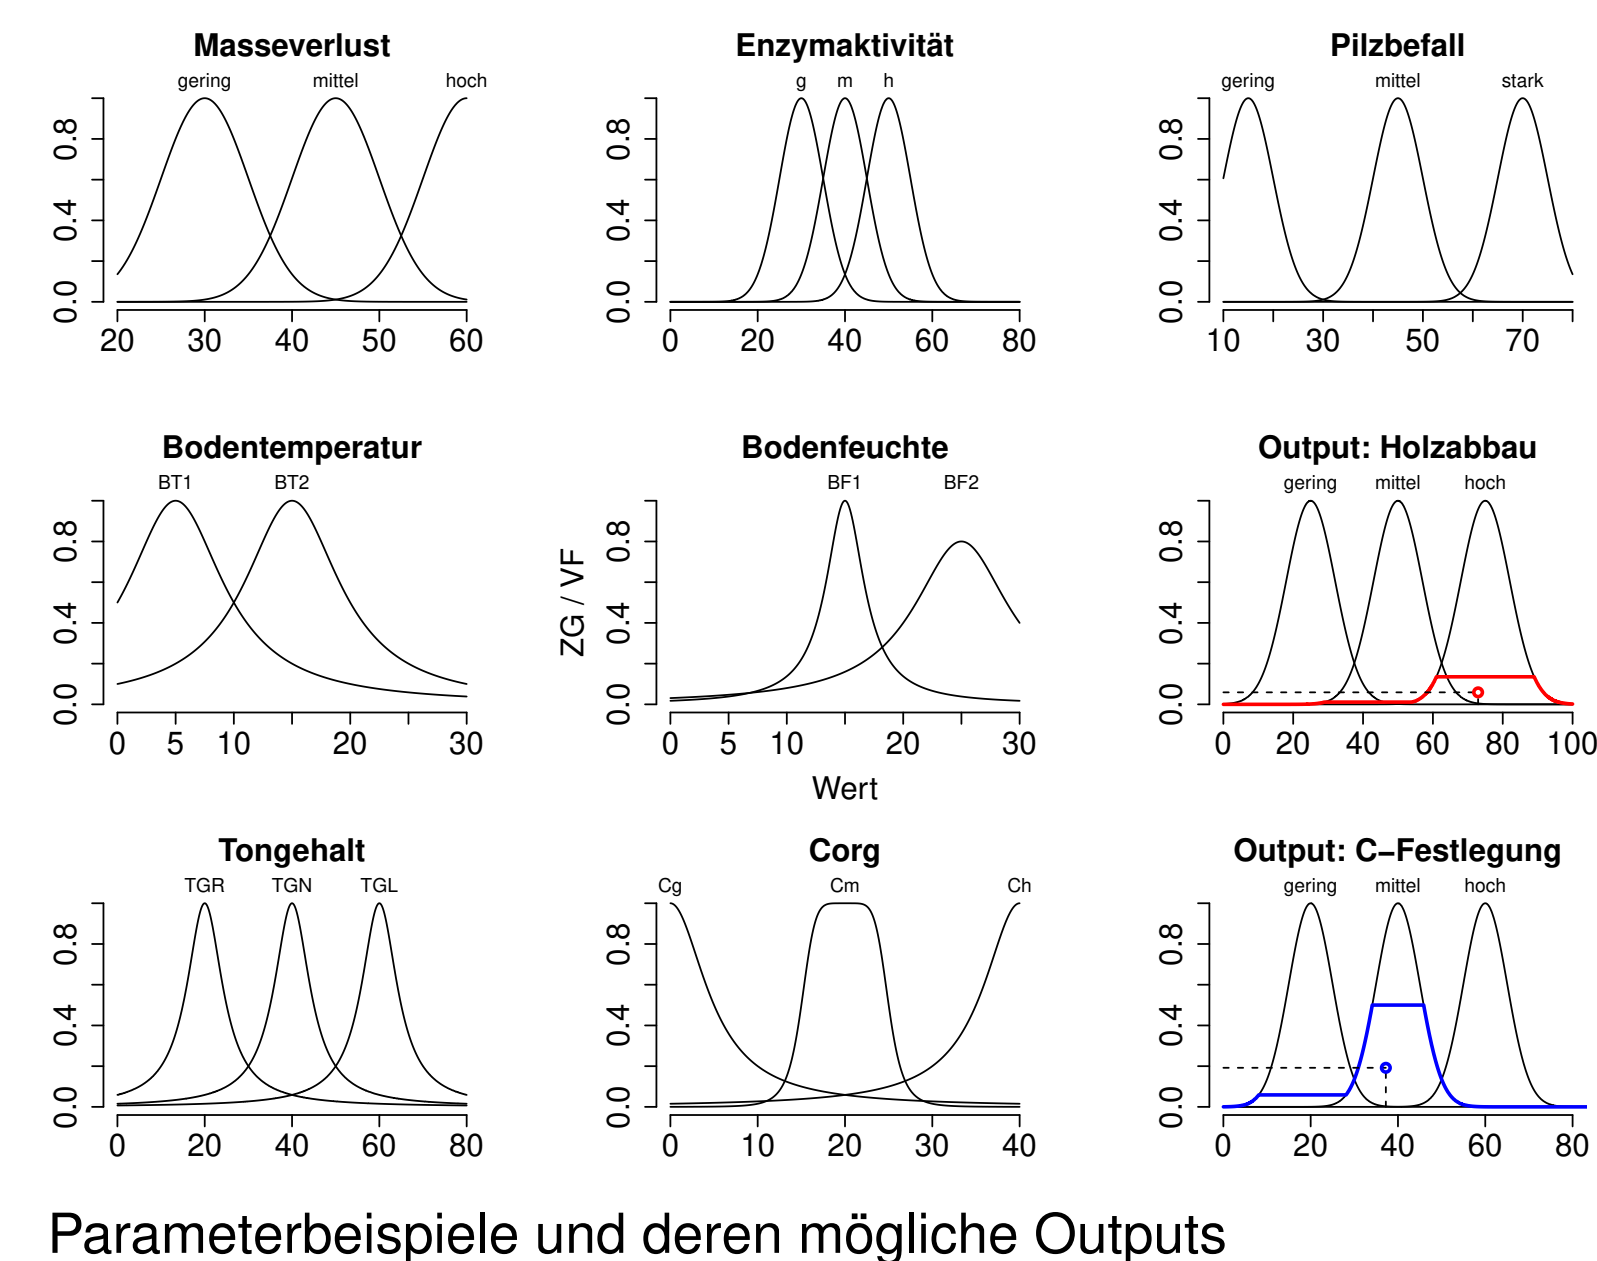 Masseverlust
gering mittel hoch
0.0 0.4 0.8
20 30 40 50 60
Enzymaktivität
g m h
0.0 0.4 0.8
0 20 40 60 80
Pilzbefall
gering mittel stark
0.0 0.4 0.8
10 30 50 70
Bodentemperatur
BT1 BT2
0.0 0.4 0.8
0 5 10 20 30
Bodenfeuchte
BF1 BF2
ZG / VF
0.0 0.4 0.8
0 5 10 20 30
Wert
Output: Holzabbau
gering mittel hoch
0.0 0.4 0.8
0 20 40 60 80 100
Tongehalt
TGR TGN TGL
0.0 0.4 0.8
0 20 40 60 80
Corg
Cg Cm Ch
0.0 0.4 0.8
0 10 20 30 40
Output: C−Festlegung
gering mittel hoch
0.0 0.4 0.8
0 20 40 60 80
Parameterbeispiele und deren mögliche Outputs